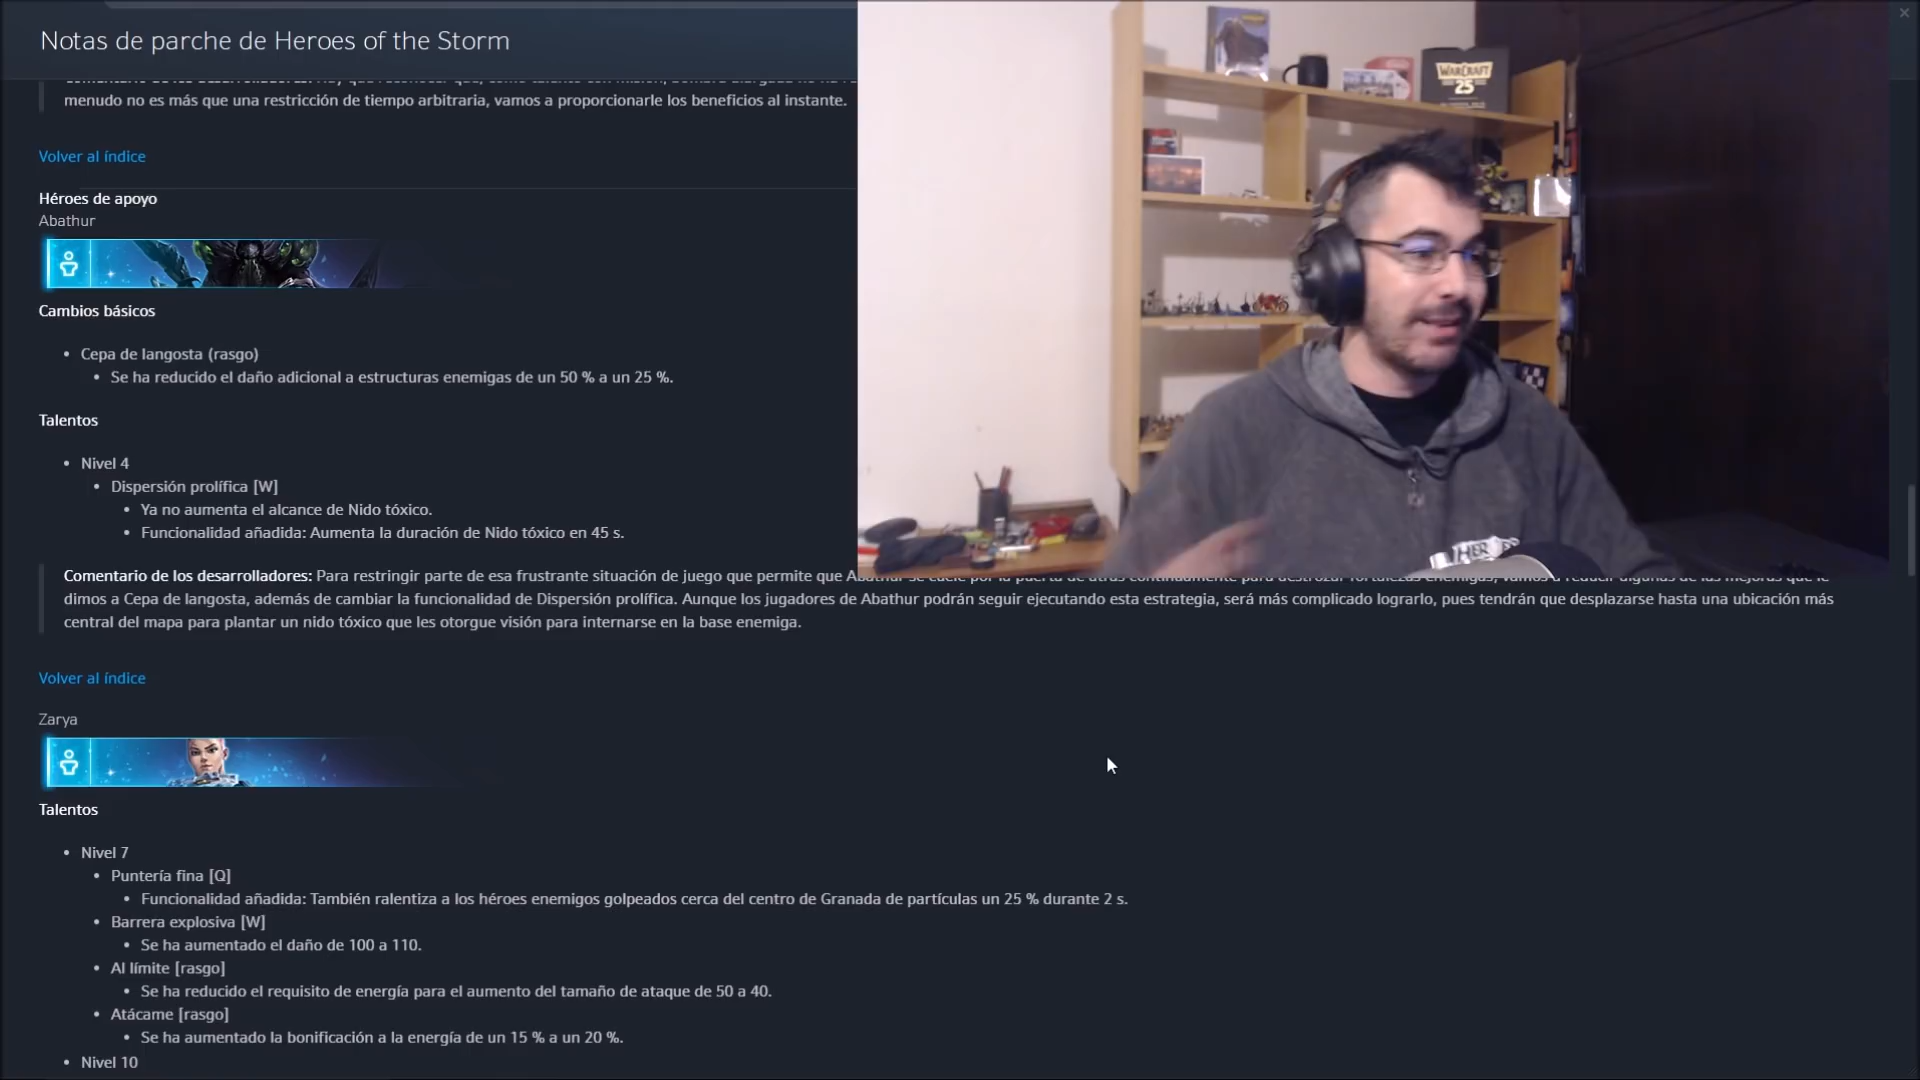 Notas de parche de Heroes of the Storm
menudo no es más que una restricción de tiempo arbitraria, vamos a proporcionarle los beneficios al instante.
Volver al índice
Héroes de apoyo
Abathur
Cambios básicos
Cepa de langosta (rasgo)
Se ha reducido el daño adicional a estructuras enemigas de un 50 % a un 25 %.
Talentos
Nivel 4
Dispersión prolífica [W]
Ya no aumenta el alcance de Nido tóxico.
Funcionalidad añadida: Aumenta la duración de Nido tóxico en 45 s.
Comentario de los desarrolladores: Para restringir parte de esa frustrante situación de juego que permite que
dimos a Cepa de langosta, además de cambiar la funcionalidad de Dispersión prolífica. Aunque los jugadores de Abathur podrán seguir ejecutando esta estrategia, será más complicado lograrlo, pues tendrán que desplazarse hasta una ubicación más
central del mapa para plantar un nido tóxico que les otorgue visión para internarse en la base enemiga.
Volver al índice
Zarya
Talentos
Nivel 7
Puntería fina [Q]
Funcionalidad añadida: También ralentiza a los héroes enemigos golpeados cerca del centro de Granada de partículas un 25 % durante 2 s.
Barrera explosiva [W]
Se ha aumentado el daño de 100 a 110.
Al límite [rasgo]
Se ha reducido el requisito de energía para el aumento del tamaño de ataque de 50 a 40.
Atácame [rasgo]
Se ha aumentado la bonificación a la energía de un 15 % a un 20 %.
Nivel 10
WARCRAFT
25